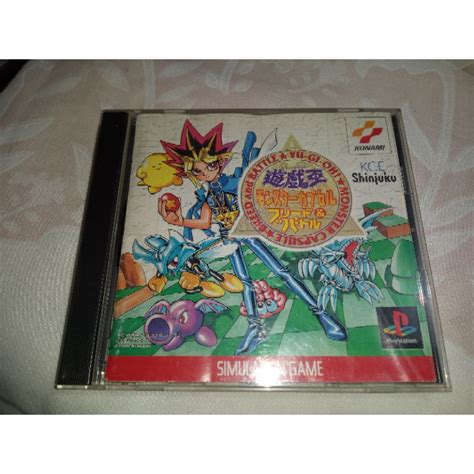 KONAMI
KCE
Shinjuku
BREED and BATTLE ★ YU-GI-OH! ★ MONSTER CAPSULE
遊戯王
モンスターカプセル
ブリード&
バトル
PlayStation
SIMULATION GAME